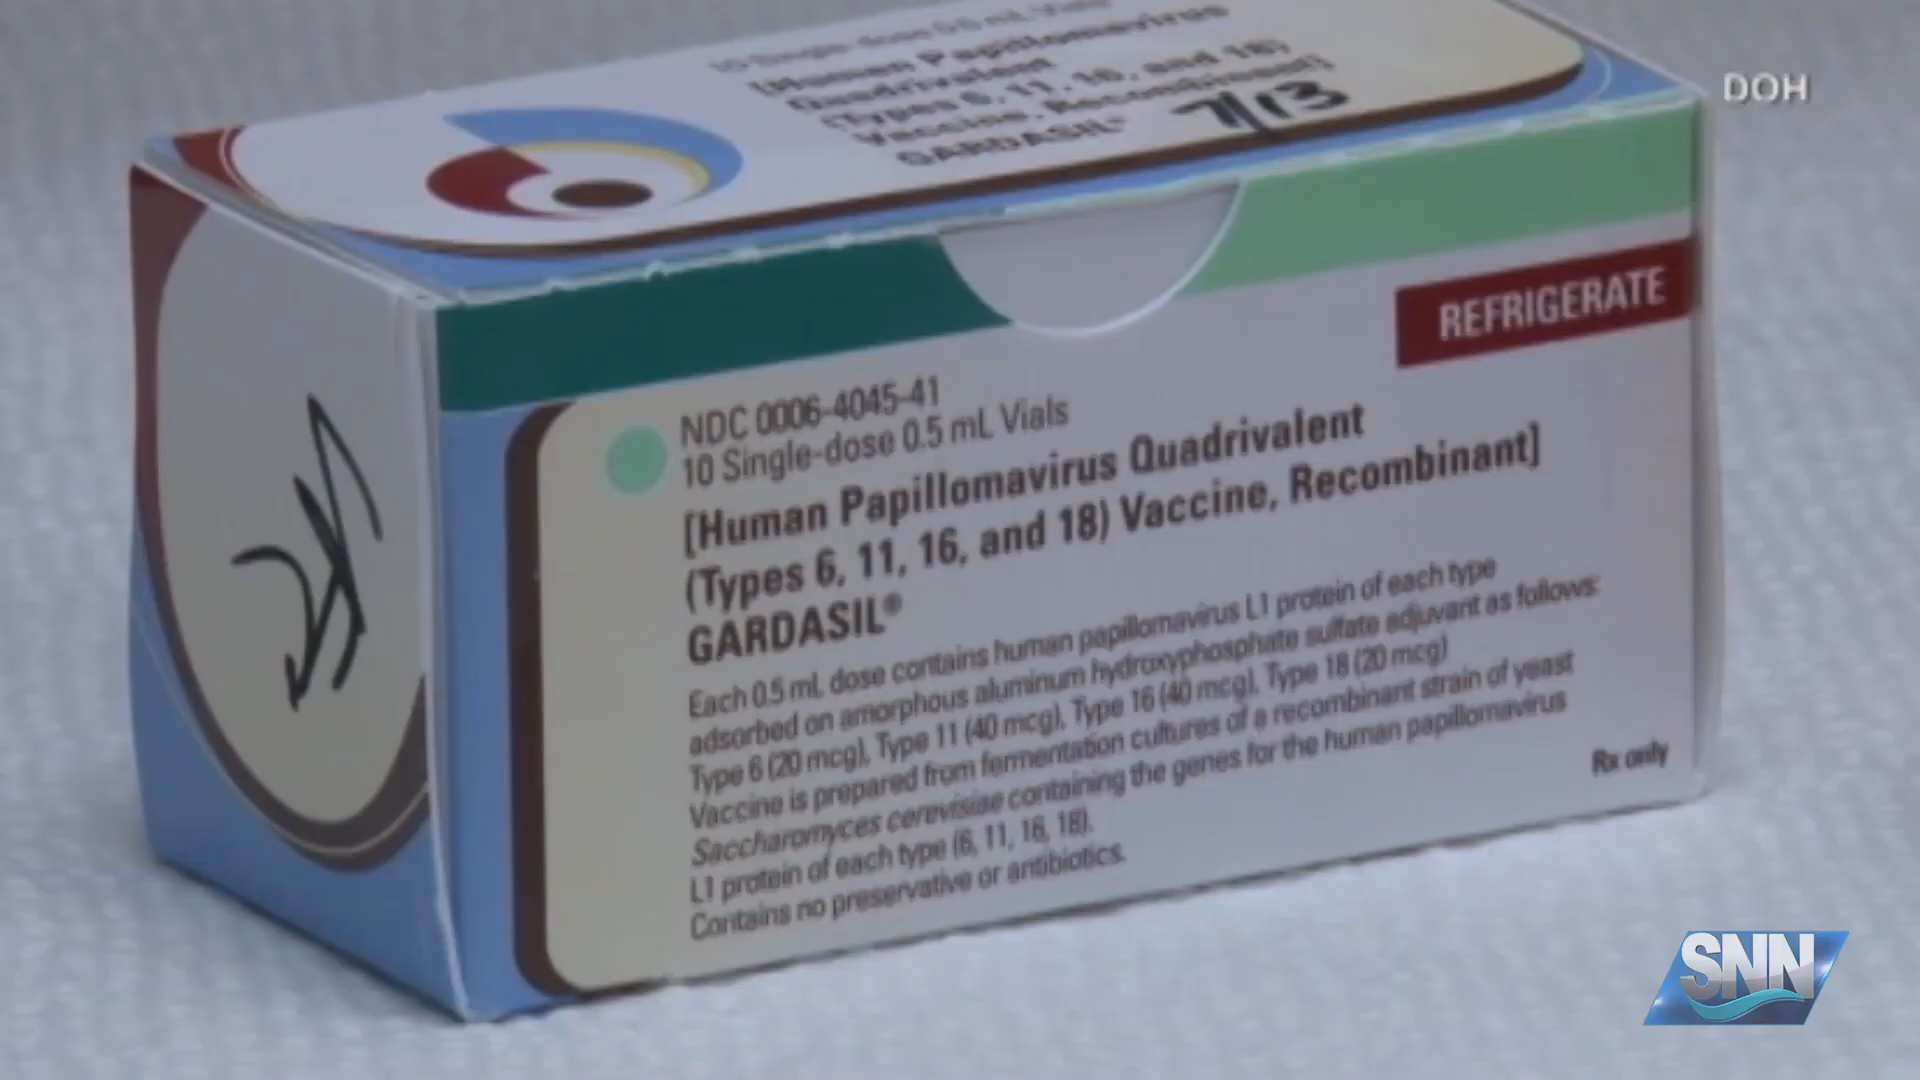 10 Single-dose 0.5 mL Vials
[Human Papillomavirus
Quadrivalent
(Types 6, 11, 16, and 18)
Vaccine, Recombinant]
GARDASIL®
7/13
DOH
REFRIGERATE
NDC 0006-4045-41
10 Single-dose 0.5 mL Vials
[Human Papillomavirus Quadrivalent
(Types 6, 11, 16, and 18) Vaccine, Recombinant]
GARDASIL®
Each 0.5 mL dose contains human papillomavirus L1 protein of each type
adsorbed on amorphous aluminum hydroxyphosphate sulfate adjuvant as follows:
Type 6 (20 mcg), Type 11 (40 mcg), Type 16 (40 mcg), Type 18 (20 mcg)
Vaccine is prepared from fermentation cultures of a recombinant strain of yeast
Saccharomyces cerevisiae containing the genes for the human papillomavirus
L1 protein of each type (6, 11, 16, 18).
Contains no preservative or antibiotics.
Rx only
SNN